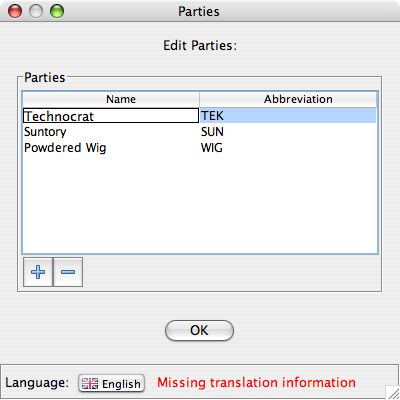 Parties
Edit Parties:
Parties
Name Abbreviation
Technocrat TEK
Suntory SUN
Powdered Wig WIG
OK
Language: English Missing translation information